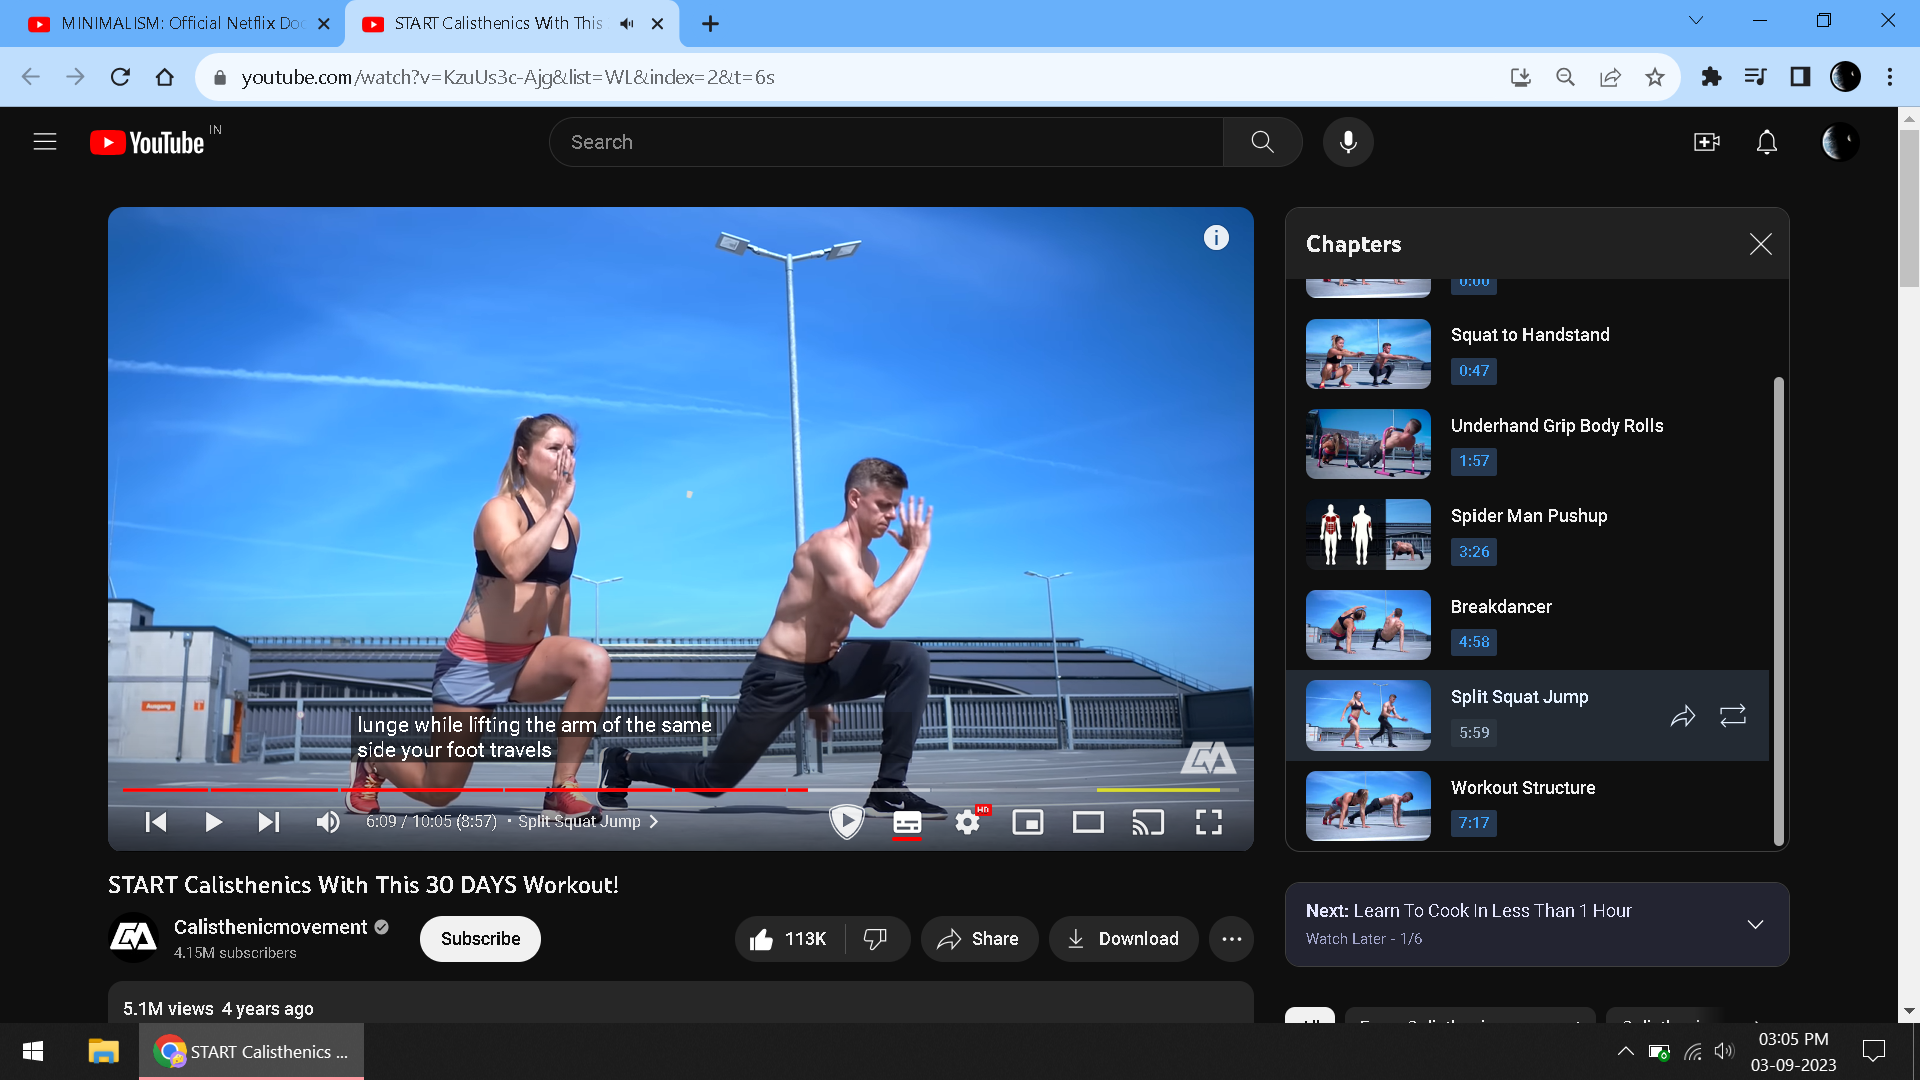 MINIMALISM: Official Netflix Doc
START Calisthenics With This
youtube.com/watch?v=KzuUs3c-Ajg&list=WL&index=2&t=6s
YouTube IN
Search
Chapters
0:00
Squat to Handstand
0:47
Underhand Grip Body Rolls
1:57
Spider Man Pushup
3:26
Breakdancer
4:58
Split Squat Jump
5:59
Workout Structure
7:17
Ausgang
lunge while lifting the arm of the same
side your foot travels
6:09 / 10:05 (8:57) • Split Squat Jump
HD
START Calisthenics With This 30 DAYS Workout!
Calisthenicmovement
4.15M subscribers
Subscribe
113K
Share
Download
5.1M views 4 years ago
Next: Learn To Cook In Less Than 1 Hour
Watch Later - 1/6
START Calisthenics ...
03:05 PM
03-09-2023